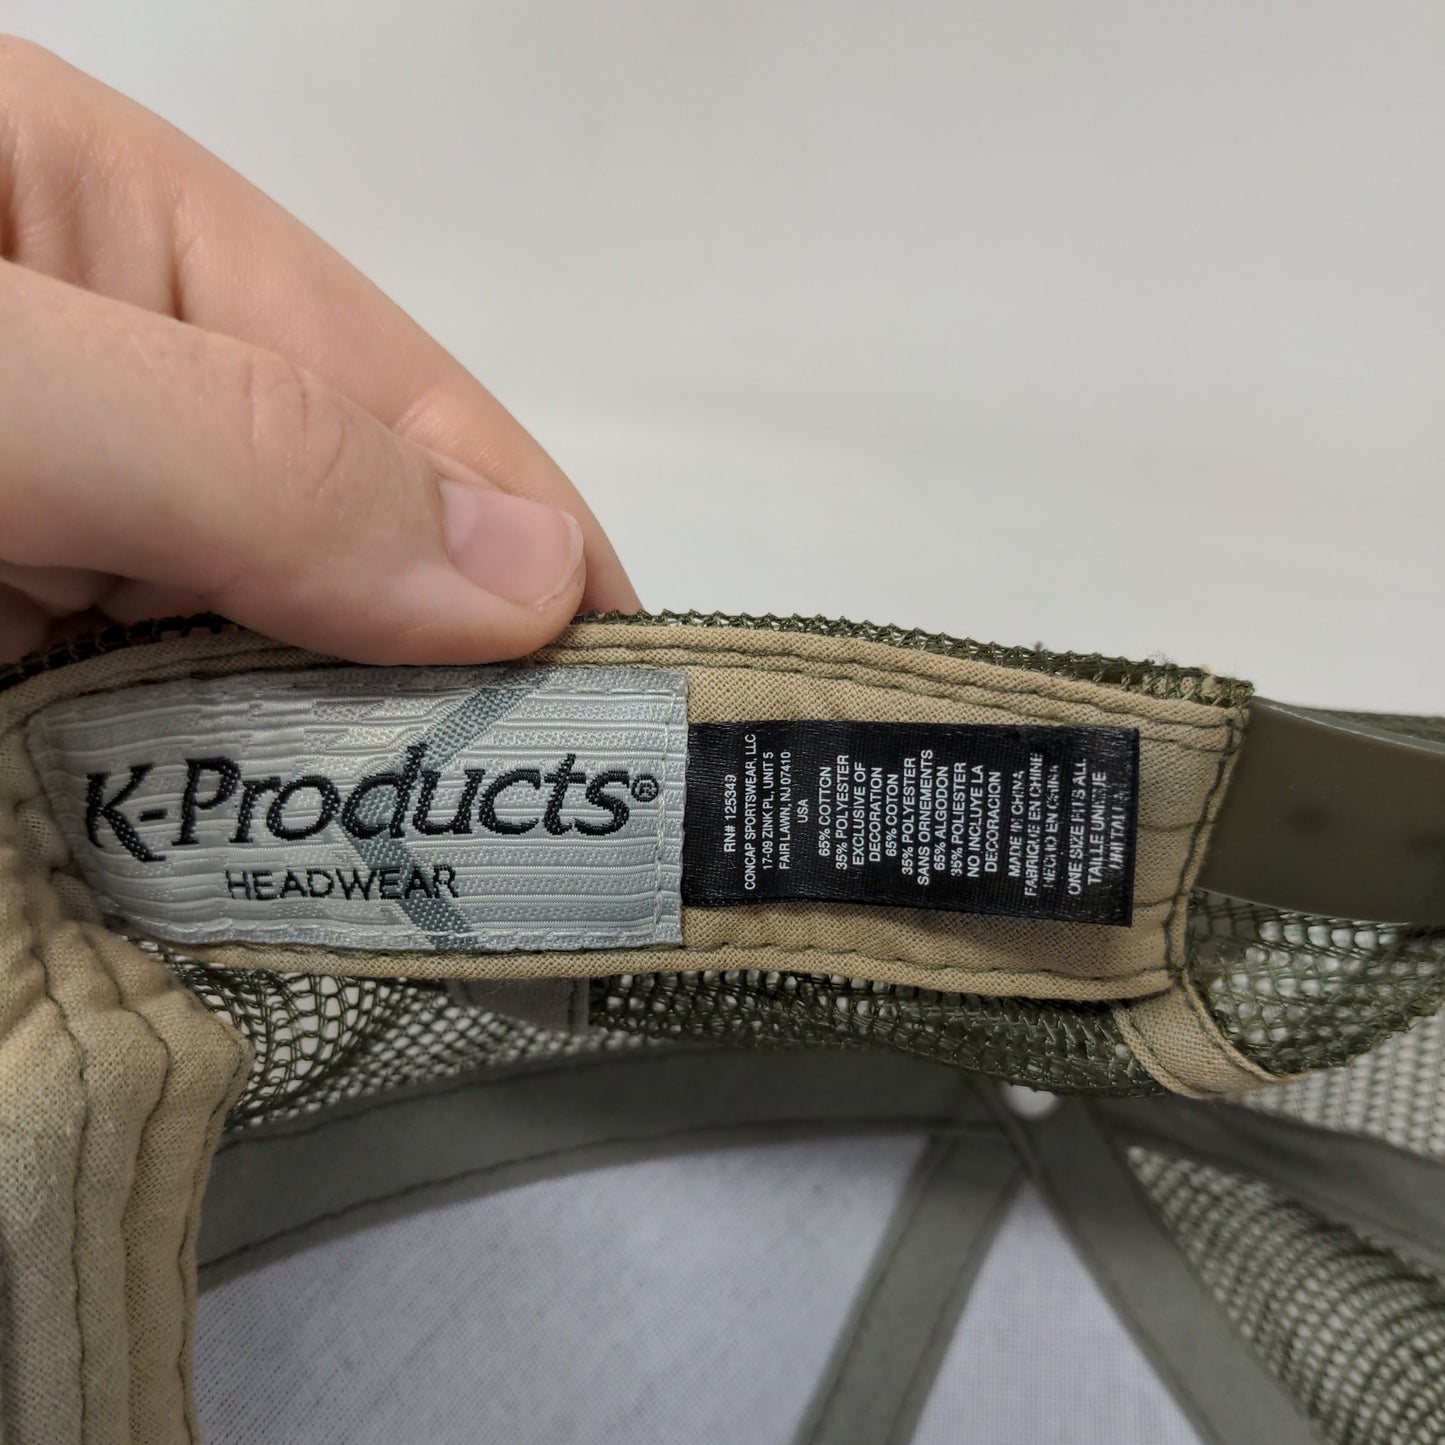 K-Products®
HEADWEAR
RN# 125349
CONCAP SPORTSWEAR, LLC
17-09 ZINK PL, UNIT 5
FAIR LAWN, NJ 07410
USA
65% COTTON
35% POLYESTER
EXCLUSIVE OF
DECORATION
65% COTON
35% POLYESTER
SANS ORNEMENTS
65% ALGODON
35% POLIESTER
NO INCLUYE LA
DECORACION
MADE IN CHINA
FABRIQUÉ EN CHINE
HECHO EN CHINA
ONE SIZE FITS ALL
TAILLE UNIQUE
UNITALLA